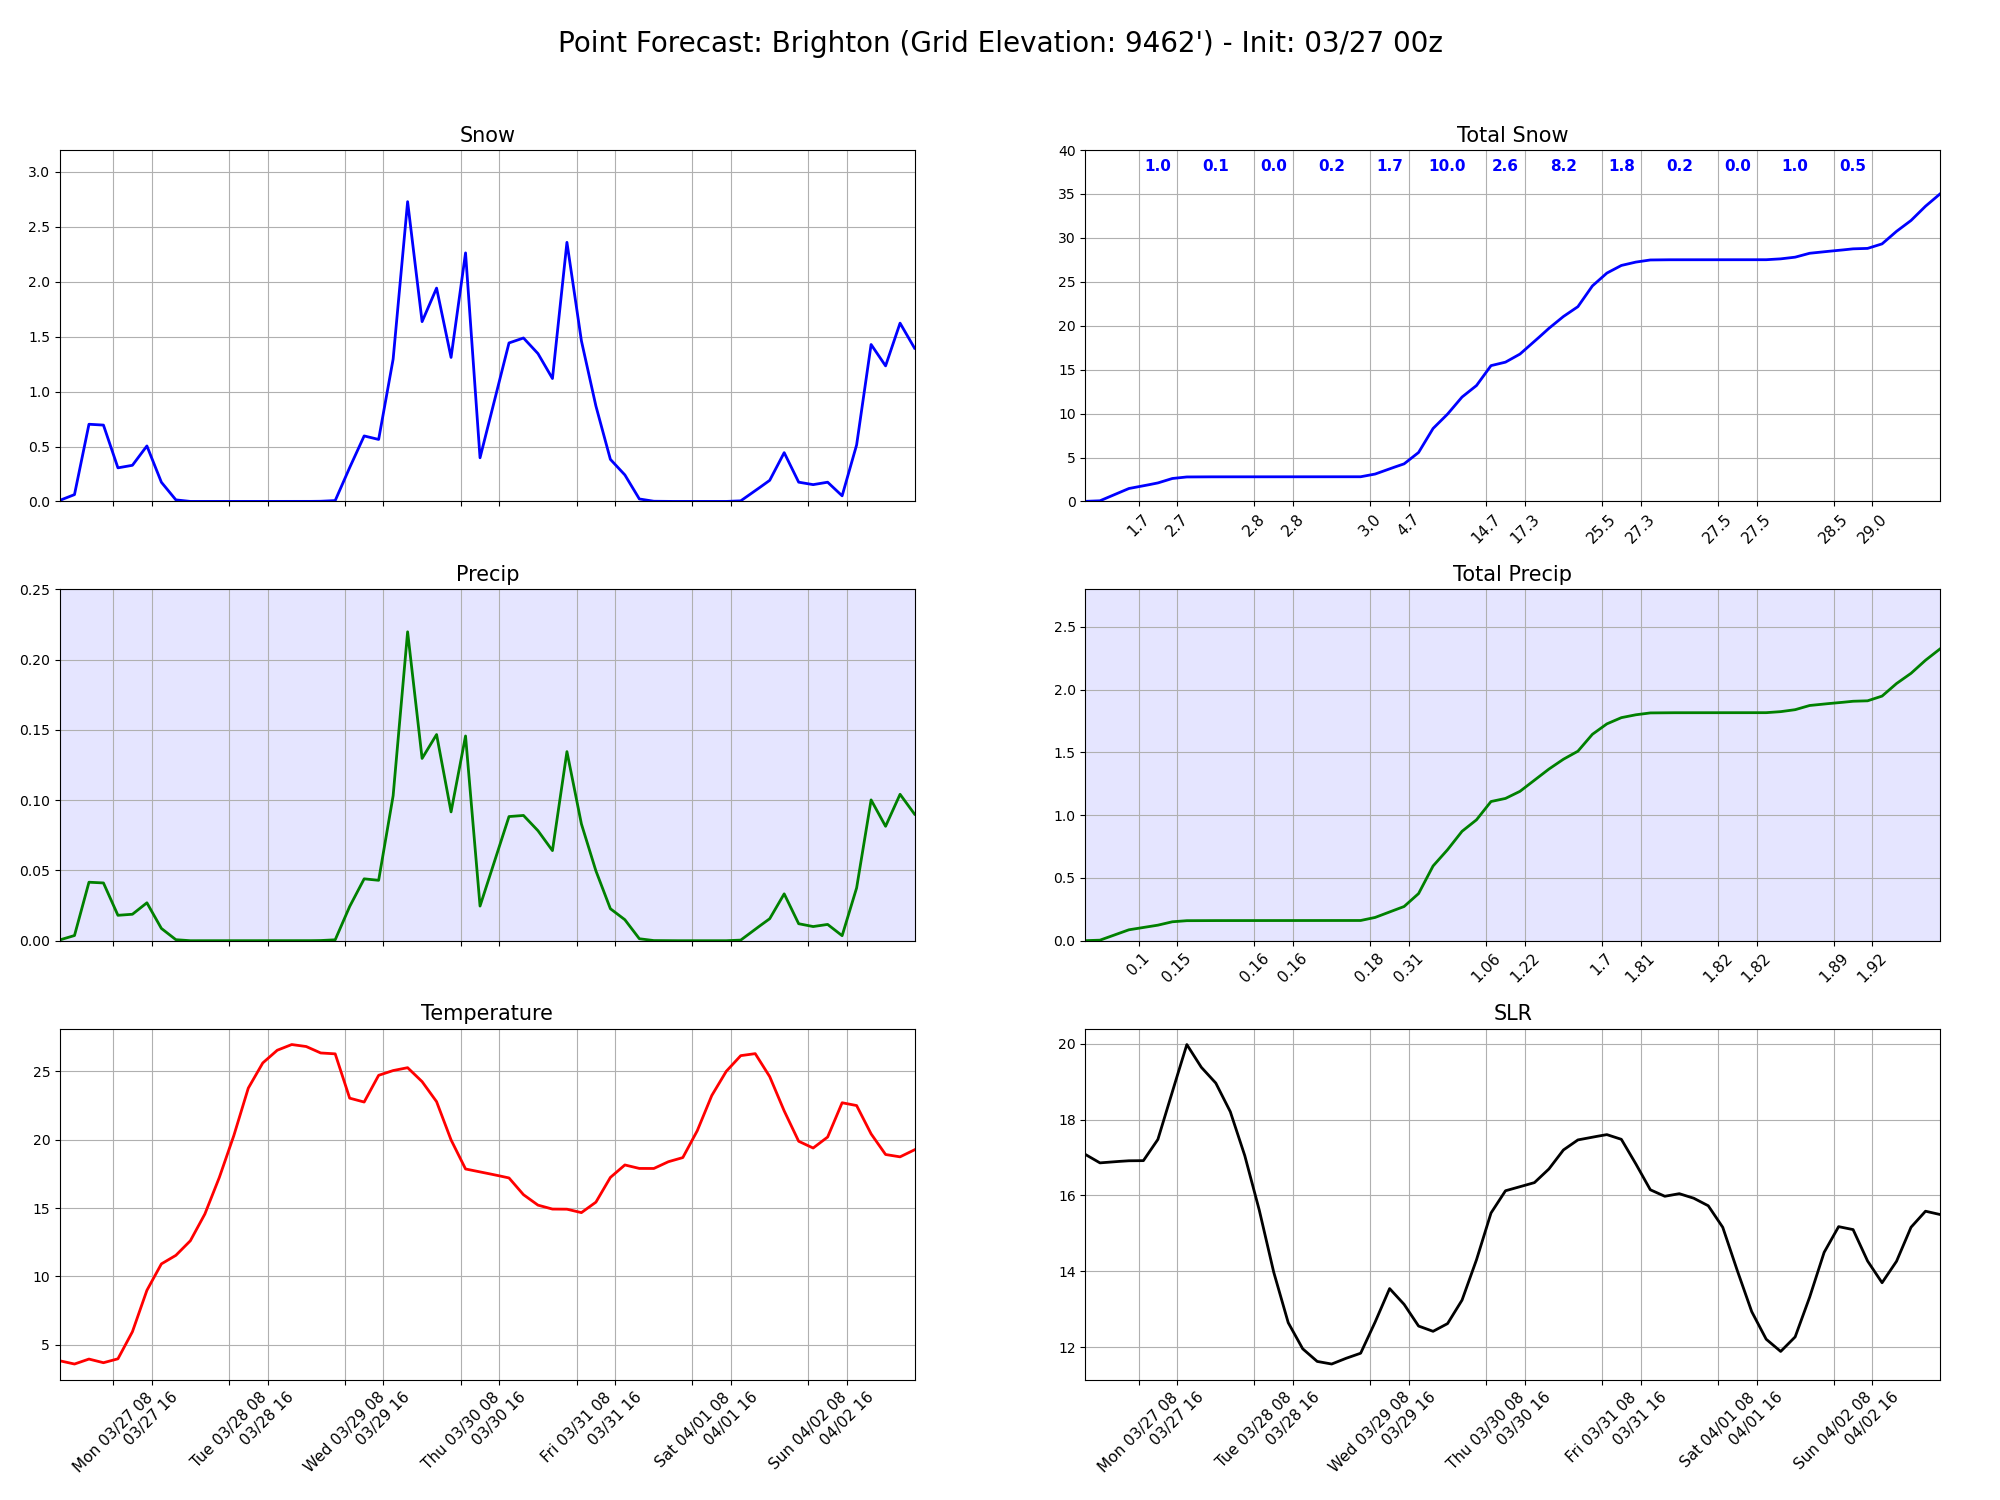 Point Forecast: Brighton (Grid Elevation: 9462') - Init: 03/27 00z
Snow
3.0
2.5
2.0
1.5
1.0
0.5
0.0
Total Snow
40
35
30
25
20
15
10
5
0
1.0 0.1 0.0 0.2 1.7 10.0 2.6 8.2 1.8 0.2 0.0 1.0 0.5
1.7 2.7 2.8 2.8 3.0 4.7 14.7 17.3 25.5 27.3 27.5 27.5 28.5 29.0
Precip
0.25
0.20
0.15
0.10
0.05
0.00
Total Precip
2.5
2.0
1.5
1.0
0.5
0.0
0.1 0.15 0.16 0.16 0.18 0.31 1.06 1.22 1.7 1.81 1.82 1.82 1.89 1.92
Temperature
25
20
15
10
5
Mon 03/27 08
03/27 16
Tue 03/28 08
03/28 16
Wed 03/29 08
03/29 16
Thu 03/30 08
03/30 16
Fri 03/31 08
03/31 16
Sat 04/01 08
04/01 16
Sun 04/02 08
04/02 16
SLR
20
18
16
14
12
Mon 03/27 08
03/27 16
Tue 03/28 08
03/28 16
Wed 03/29 08
03/29 16
Thu 03/30 08
03/30 16
Fri 03/31 08
03/31 16
Sat 04/01 08
04/01 16
Sun 04/02 08
04/02 16